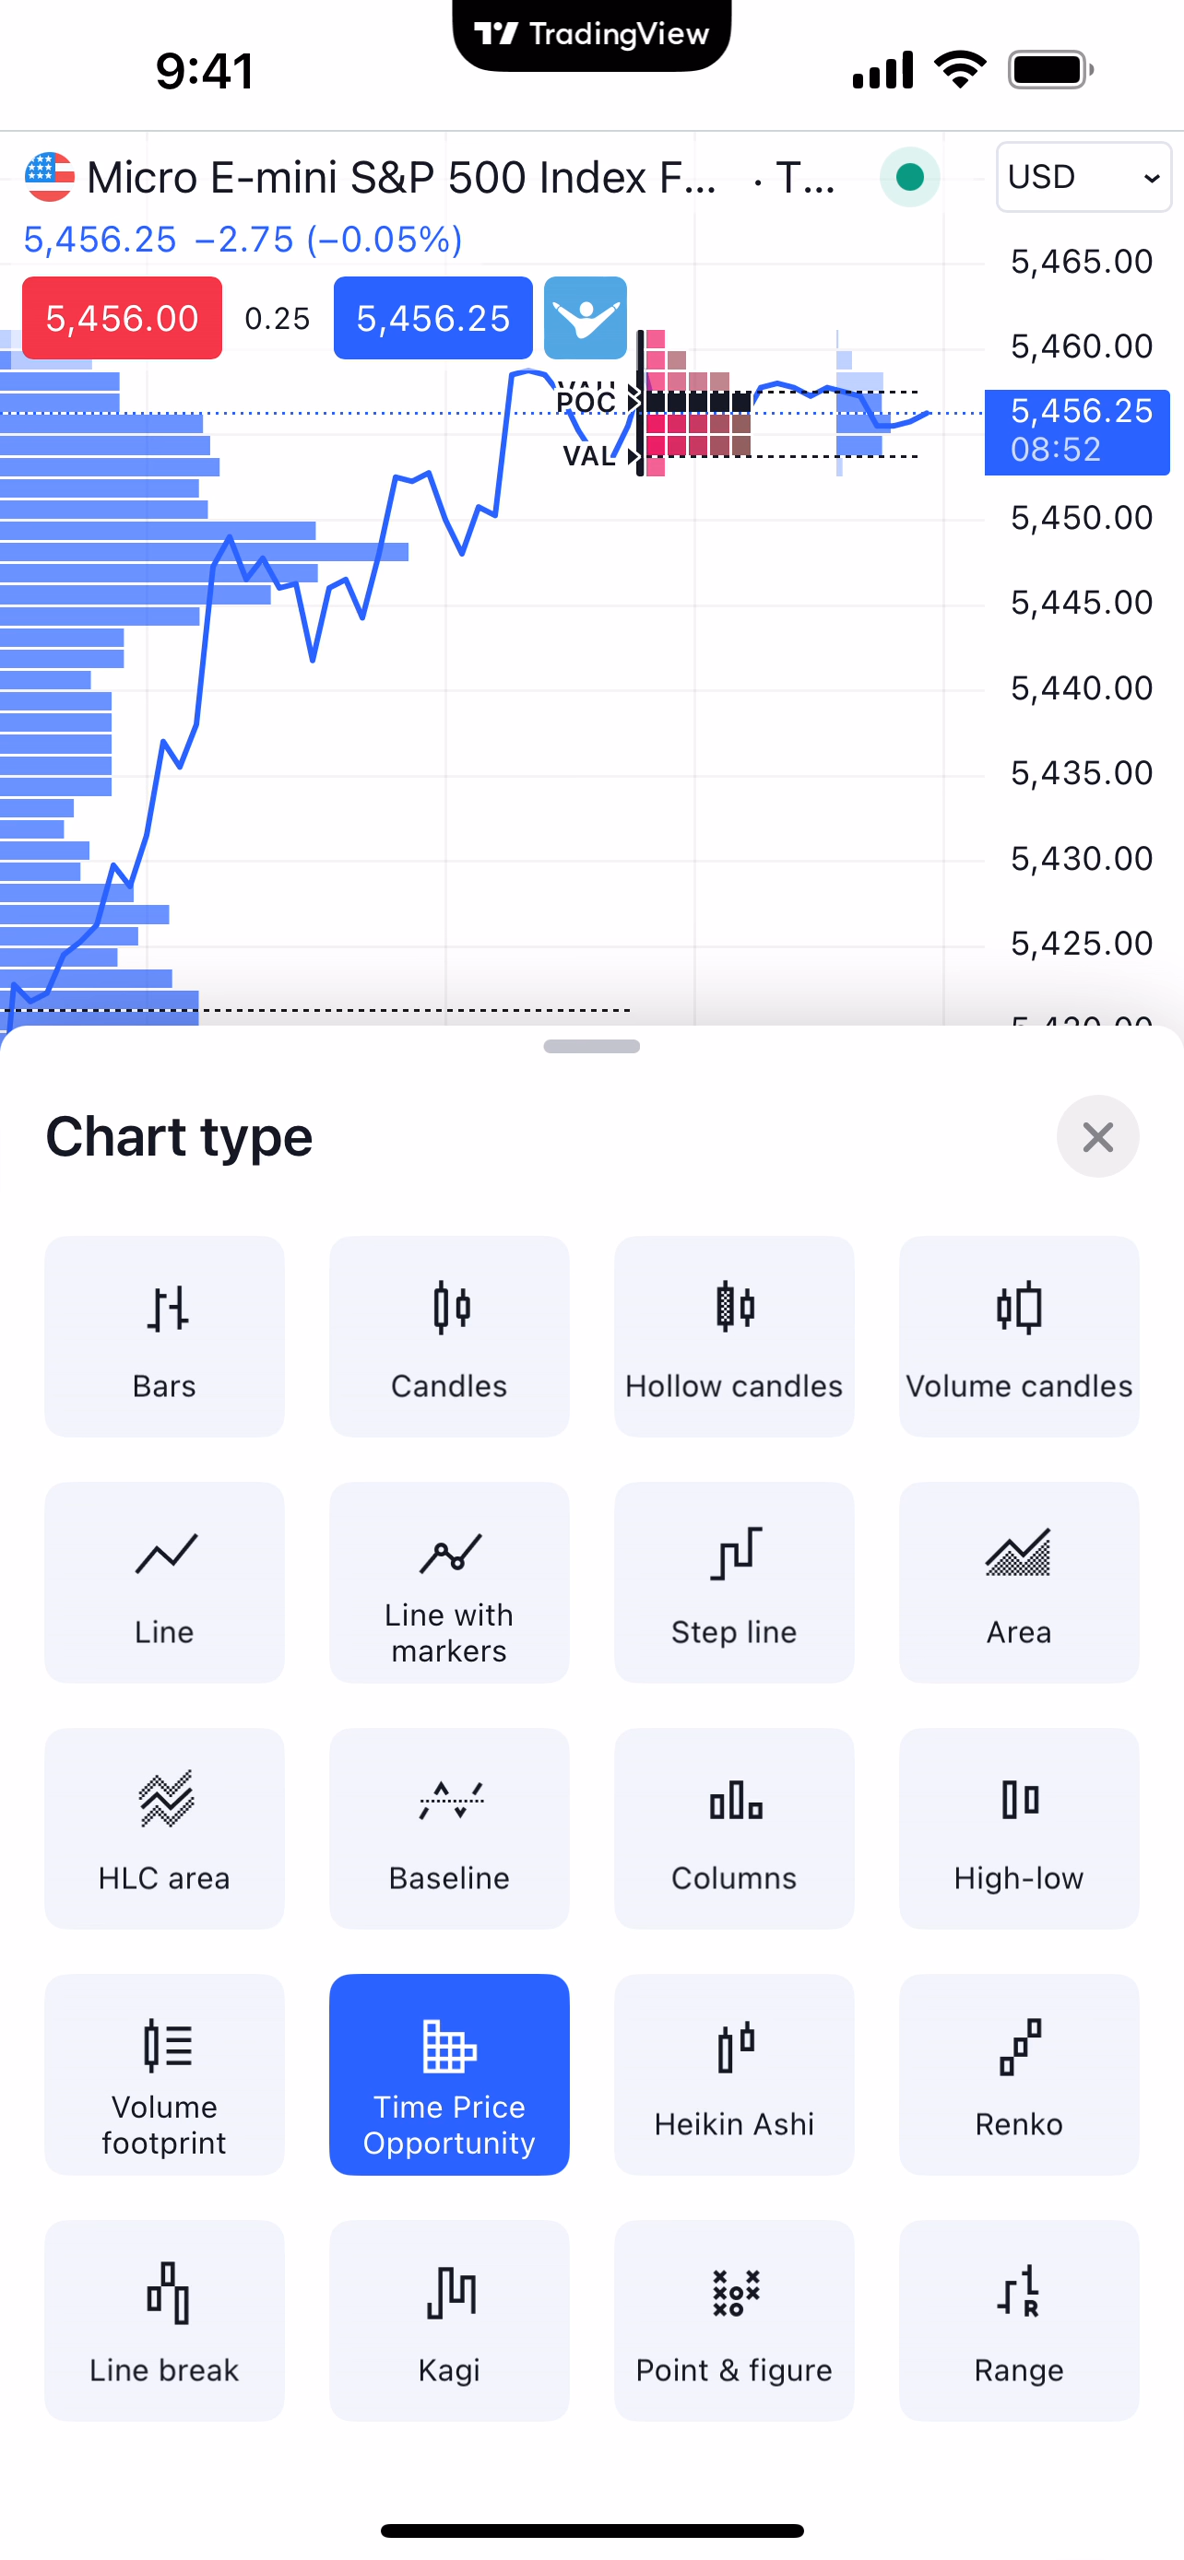 TradingView
9:41
Micro E-mini S&P 500 Index F... · T...
USD
5,456.25 −2.75 (−0.05%)
5,456.00 0.25 5,456.25
5,465.00
5,460.00
VAH
POC
5,456.25
08:52
VAL
5,450.00
5,445.00
5,440.00
5,435.00
5,430.00
5,425.00
5,420.00
Chart type
Bars
Candles
Hollow candles
Volume candles
Line
Line with
markers
Step line
Area
HLC area
Baseline
Columns
High-low
Volume
footprint
Time Price
Opportunity
Heikin Ashi
Renko
Line break
Kagi
Point & figure
R
Range